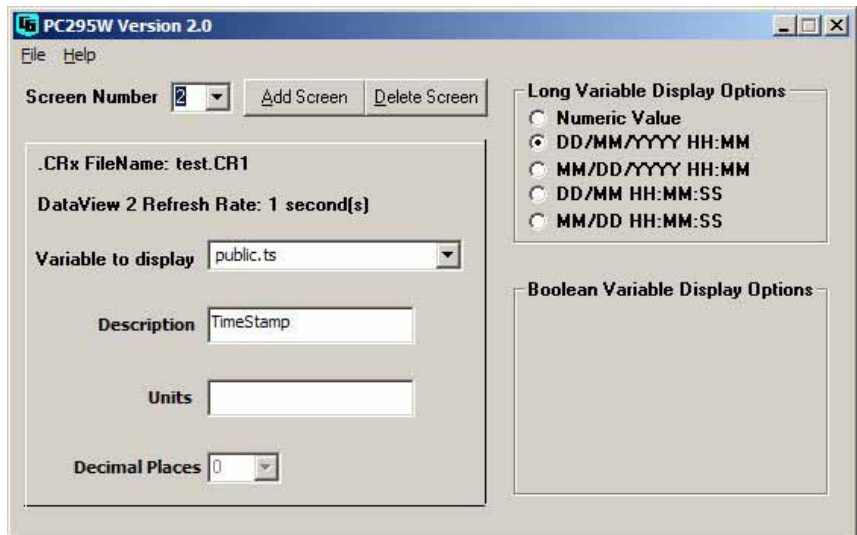 PC295W Version 2.0
File Help
Screen Number 2 Add Screen Delete Screen
.CRx FileName: test.CR1
DataView 2 Refresh Rate: 1 second(s)
Variable to display public.ts
Description TimeStamp
Units
Decimal Places 0
Long Variable Display Options
Numeric Value
DD/MM/YYYY HH:MM
MM/DD/YYYY HH:MM
DD/MM HH:MM:SS
MM/DD HH:MM:SS
Boolean Variable Display Options